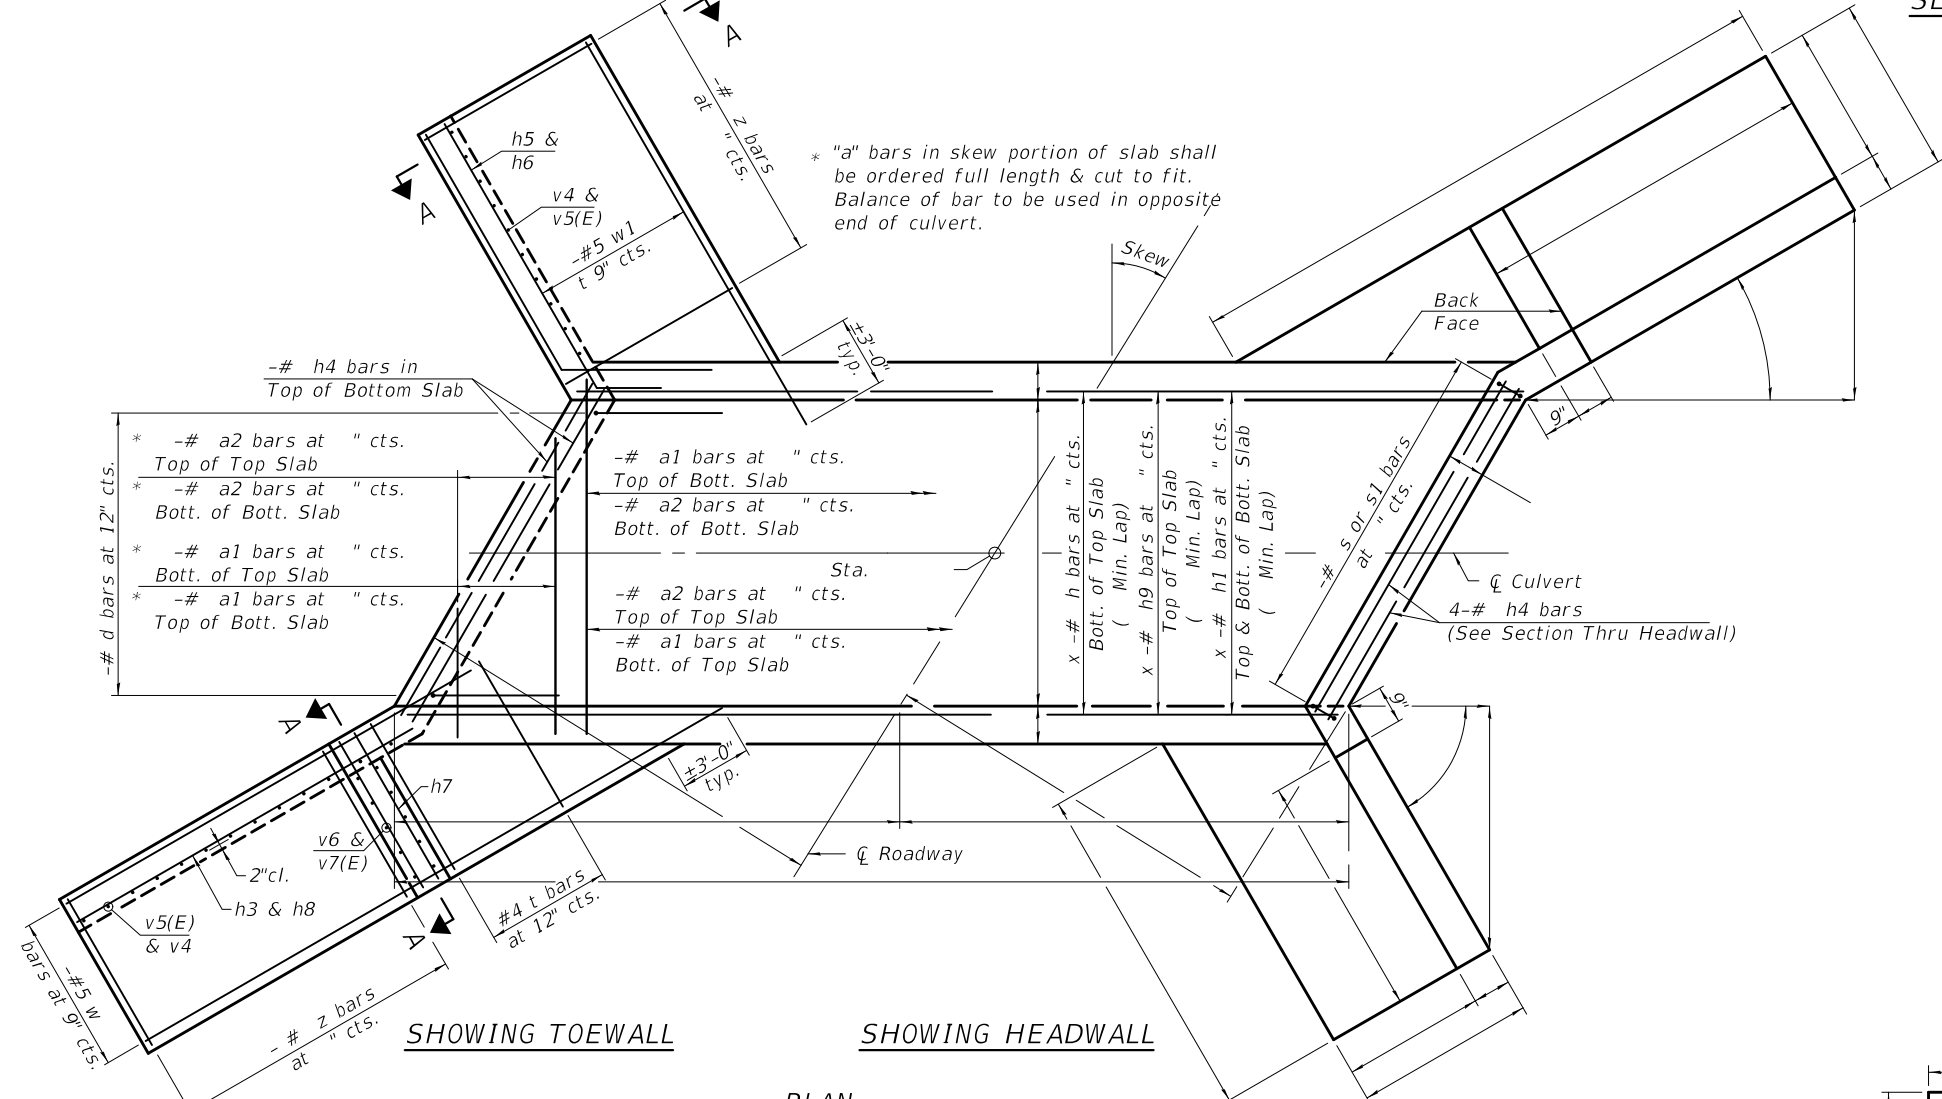 A
A
-# z bars
at " cts.
h5 &
h6
v4 &
v5(E)
-#5 w1
t 9" cts.
* "a" bars in skew portion of slab shall
be ordered full length & cut to fit.
Balance of bar to be used in opposite
end of culvert.
Skew
Back
Face
±3'-0"
typ.
-# h4 bars in
Top of Bottom Slab
9"
-# d bars at 12" cts.
* -# a2 bars at " cts.
Top of Top Slab
* -# a2 bars at " cts.
Bott. of Bott. Slab
* -# a1 bars at " cts.
Bott. of Top Slab
* -# a1 bars at " cts.
Top of Bott. Slab
-# a1 bars at " cts.
Top of Bott. Slab
-# a2 bars at " cts.
Bott. of Bott. Slab
Sta.
-# a2 bars at " cts.
Top of Top Slab
-# a1 bars at " cts.
Bott. of Top Slab
x -# h bars at " cts.
Bott. of Top Slab
( Min. Lap)
x -# h9 bars at " cts.
Top of Top Slab
( Min. Lap)
x -# h1 bars at " cts.
Top & Bott. of Bott. Slab
( Min. Lap)
-# s or s1 bars
at " cts.
℄ Culvert
4-# h4 bars
(See Section Thru Headwall)
9"
A
±3'-0"
typ.
h7
v6 &
v7(E)
2"cl.
h3 & h8
v5(E)
& v4
℄ Roadway
#4 t bars
at 12" cts.
A
-#5 w
bars at 9" cts.
- # z bars
at " cts.
SHOWING TOEWALL
SHOWING HEADWALL